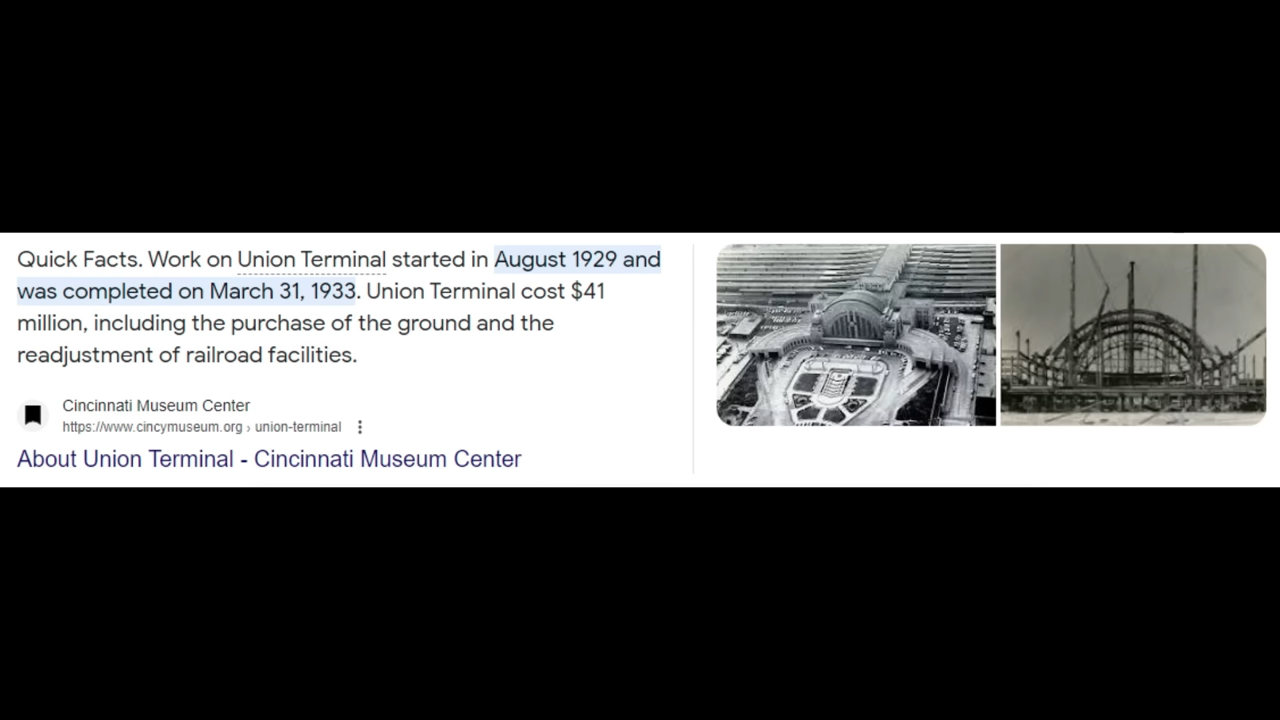 Quick Facts. Work on Union Terminal started in August 1929 and
was completed on March 31, 1933. Union Terminal cost $41
million, including the purchase of the ground and the
readjustment of railroad facilities.
Cincinnati Museum Center
https://www.cincymuseum.org › union-terminal
About Union Terminal - Cincinnati Museum Center